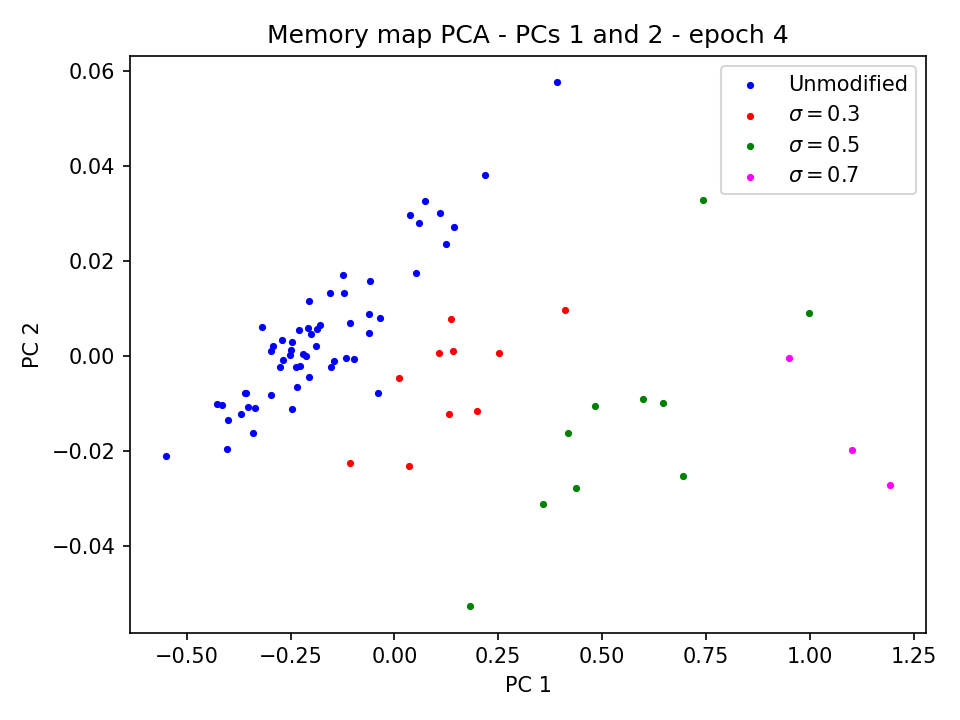 Memory map PCA - PCs 1 and 2 - epoch 4
Unmodified
σ = 0.3
σ = 0.5
σ = 0.7
0.06
0.04
0.02
0.00
−0.02
−0.04
PC 2
−0.50 −0.25 0.00 0.25 0.50 0.75 1.00 1.25
PC 1